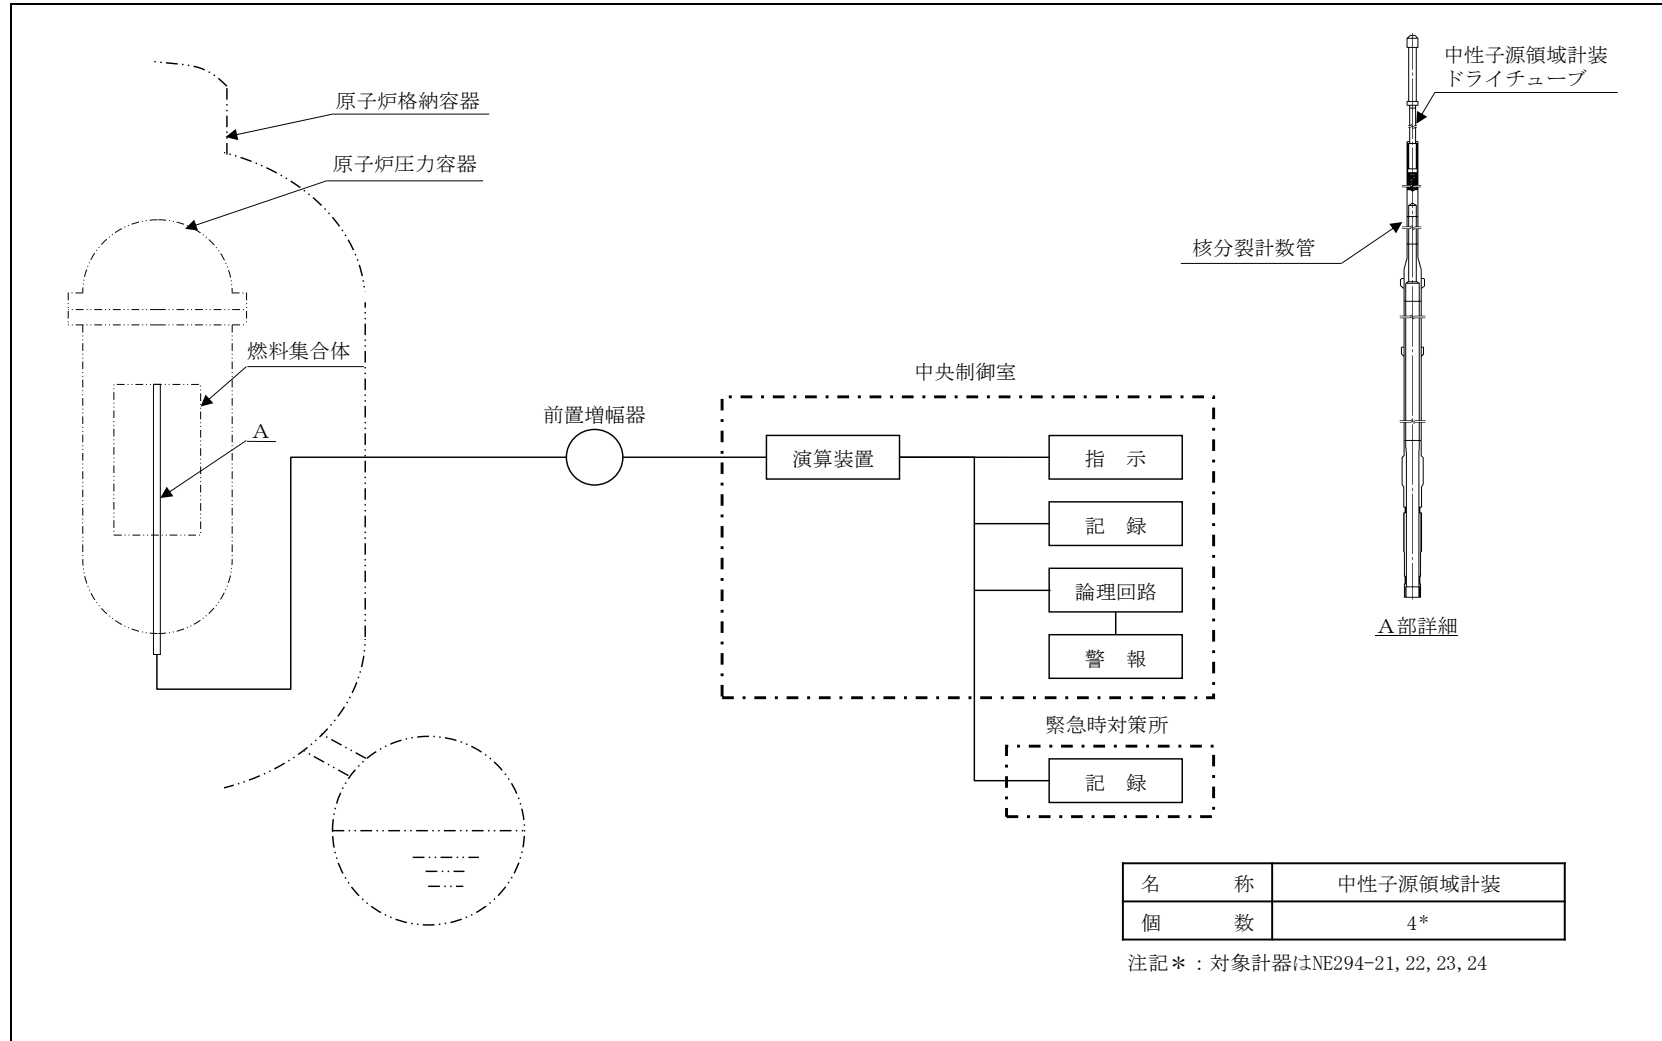 原子炉格納容器
原子炉圧力容器
燃料集合体
A
前置増幅器
中央制御室
演算装置
指　示
記　録
論理回路
警　報
緊急時対策所
記　録
中性子源領域計装
ドライチューブ
核分裂計数管
A部詳細
名　称　中性子源領域計装
個　数　4*
注記＊：対象計器はNE294-21,22,23,24